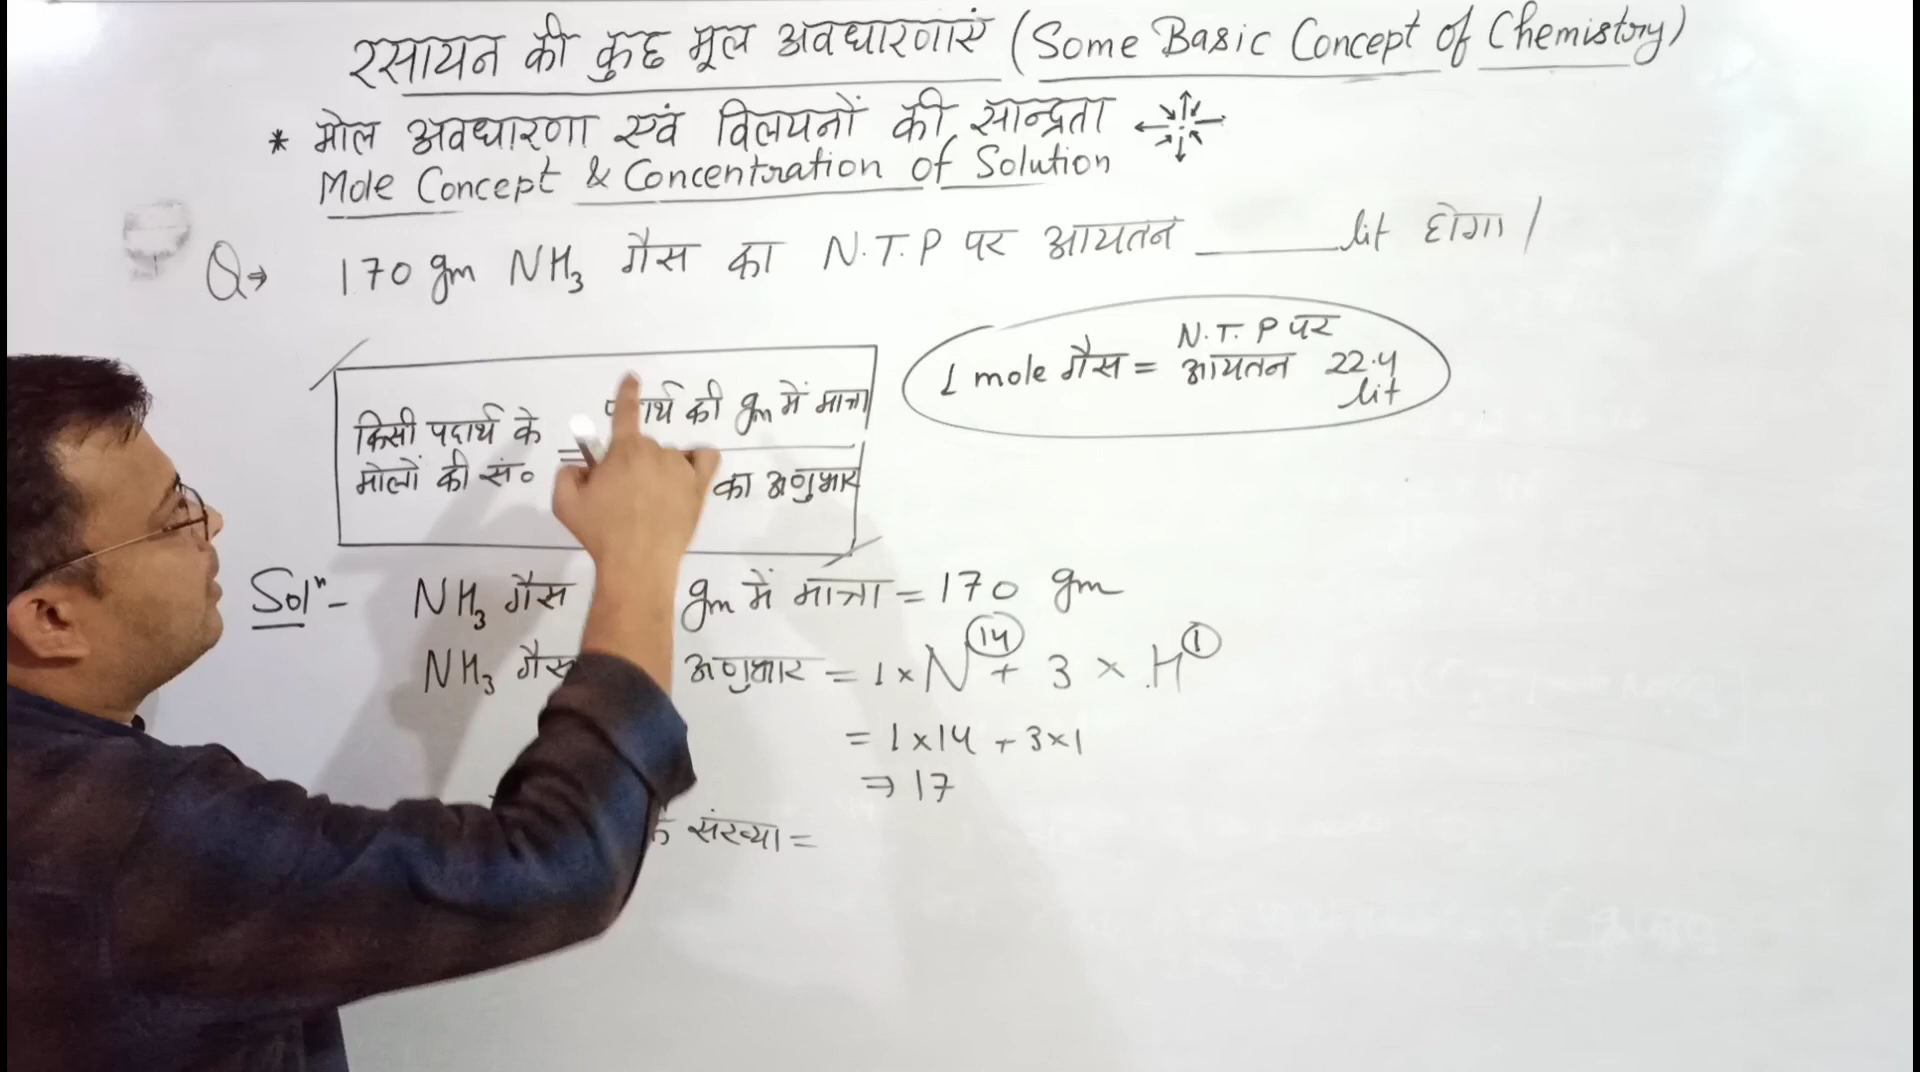 रसायन की कुछ मूल अवधारणाएं (Some Basic Concept of Chemistry)
* मोल अवधारणा एवं विलयनों की सान्द्रता
Mole Concept & Concentration of Solution
Q→ 170 gm NH₃ गैस का N.T.P पर आयतन ______ lit होगा।
1 mole गैस = N.T.P पर आयतन 22.4 lit
किसी पदार्थ के मोलों की सं० =
की gm में मात्रा
का अणुभार
Solⁿ- NH₃ गैस gm में मात्रा = 170 gm
NH₃ गैस अणुभार = 1 × N + 3 × H
14 1
= 1×14 + 3×1
⇒ 17
संख्या =